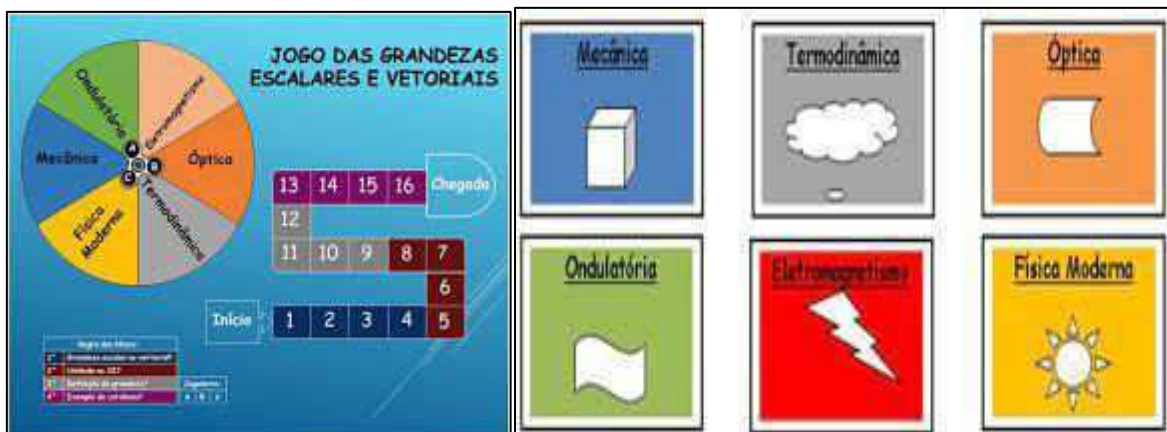 JOGO DAS GRANDEZAS
ESCALARES E VETORIAIS
Ondulatória
Eletromagnetismo
Mecânica
Óptica
Física
Moderna
Termodinâmica
A
B
C
13 14 15 16 Chegada
12
11 10 9 8 7
6
Início 1 2 3 4 5
Jogadores
A B C
Mecânica
Termodinâmica
Óptica
Ondulatória
Eletromagnetismo
Física Moderna